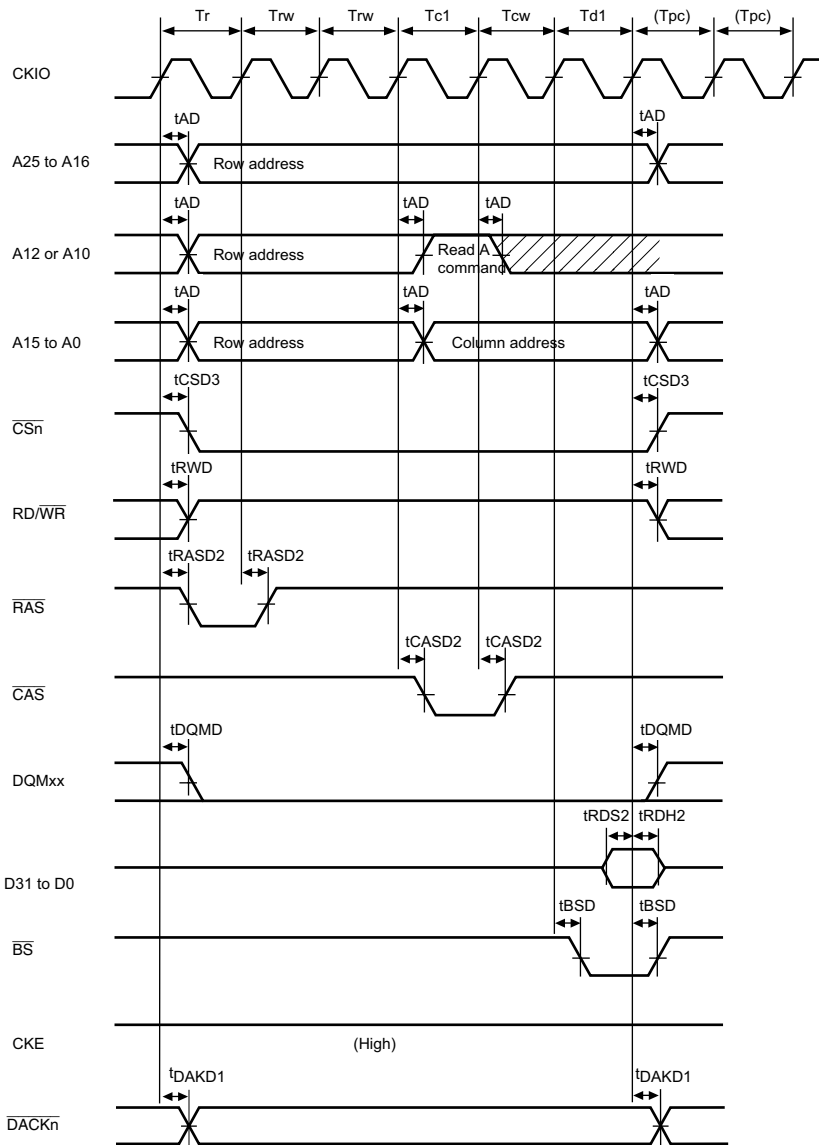 Tr Trw Trw Tc1 Tcw Td1 (Tpc) (Tpc)
CKIO
tAD tAD
A25 to A16 Row address
tAD tAD tAD
A12 or A10 Row address Read A
command
tAD tAD tAD
A15 to A0 Row address Column address
tCSD3 tCSD3
CSn
tRWD tRWD
RD/WR
tRASD2 tRASD2
RAS
tCASD2 tCASD2
CAS
tDQMD tDQMD
DQMxx
tRDS2 tRDH2
D31 to D0
tBSD tBSD
BS
CKE (High)
tDAKD1 tDAKD1
DACKn